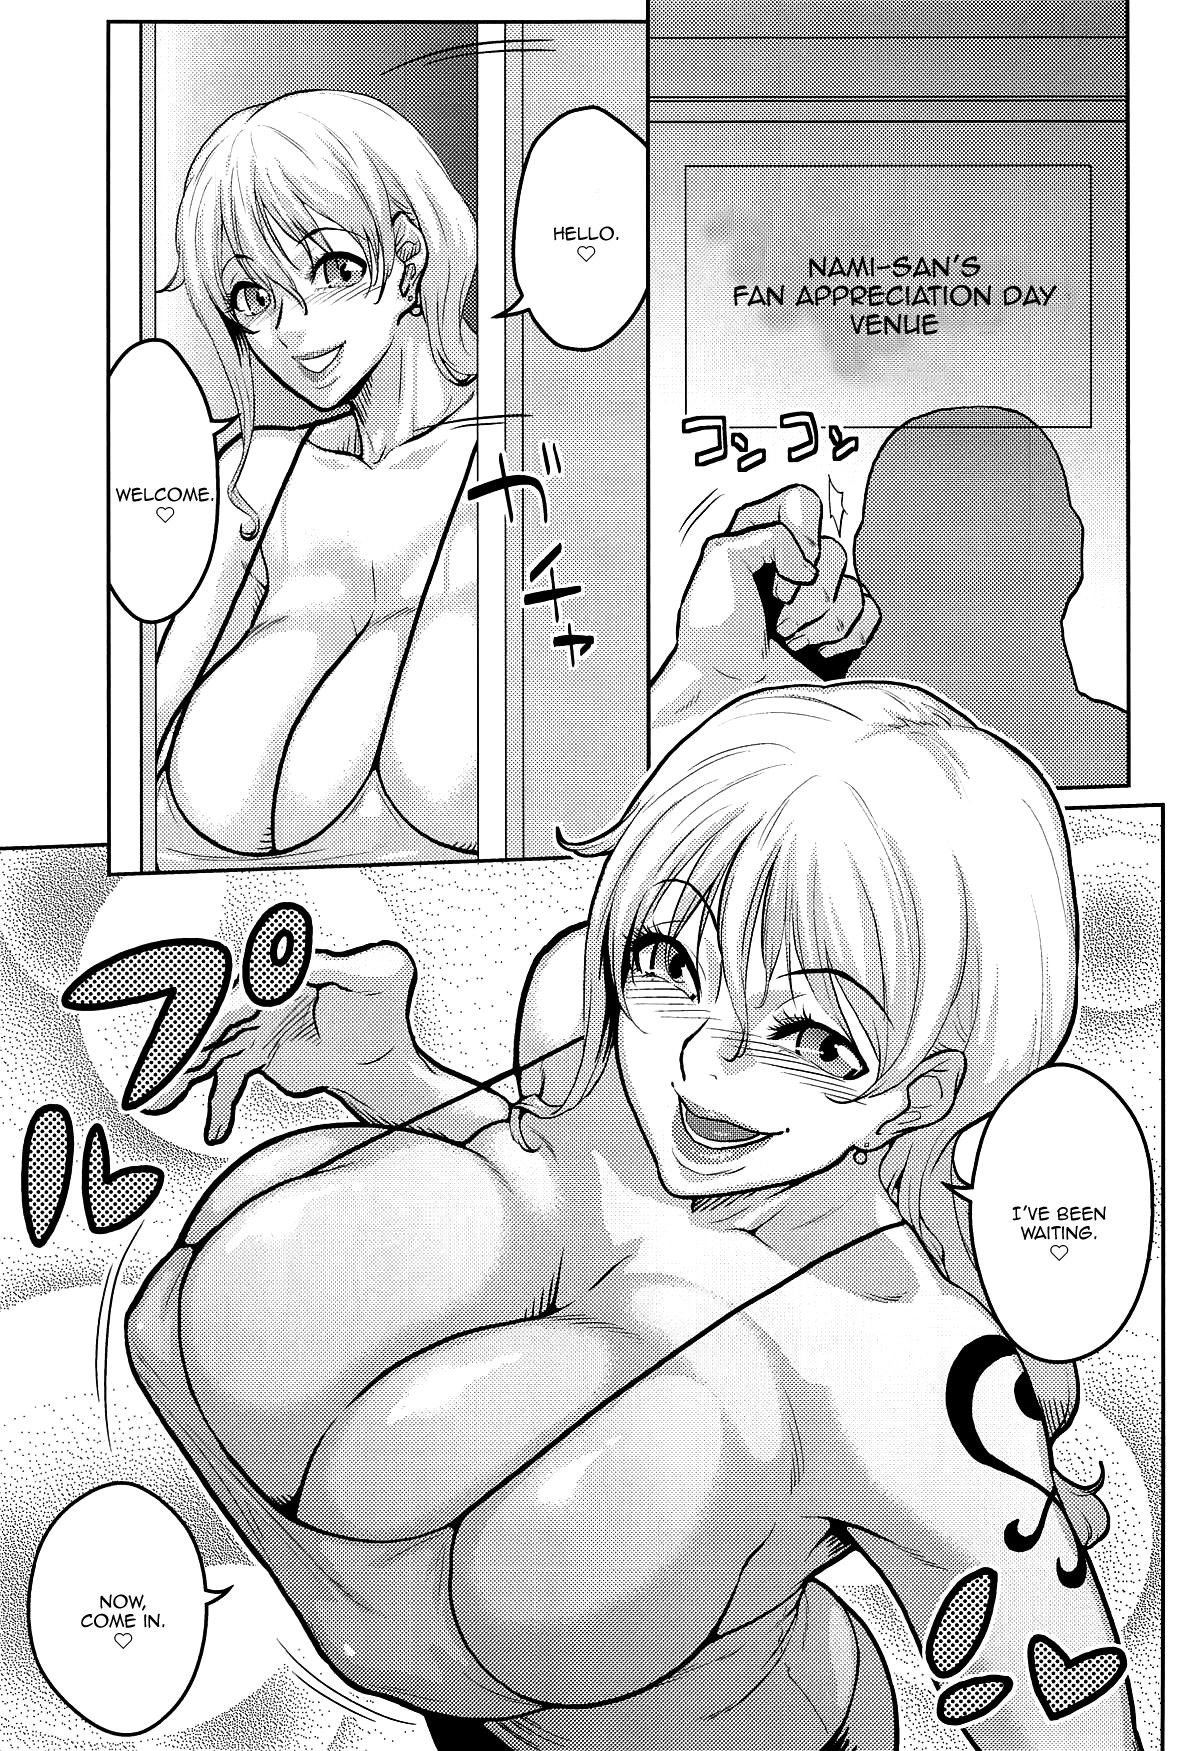 NAMI-SAN'S
FAN APPRECIATION DAY
VENUE
コンコン
HELLO.
♡
ガチャ
WELCOME.
♡
I'VE BEEN
WAITING.
♡
プルル
NOW,
COME IN.
♡